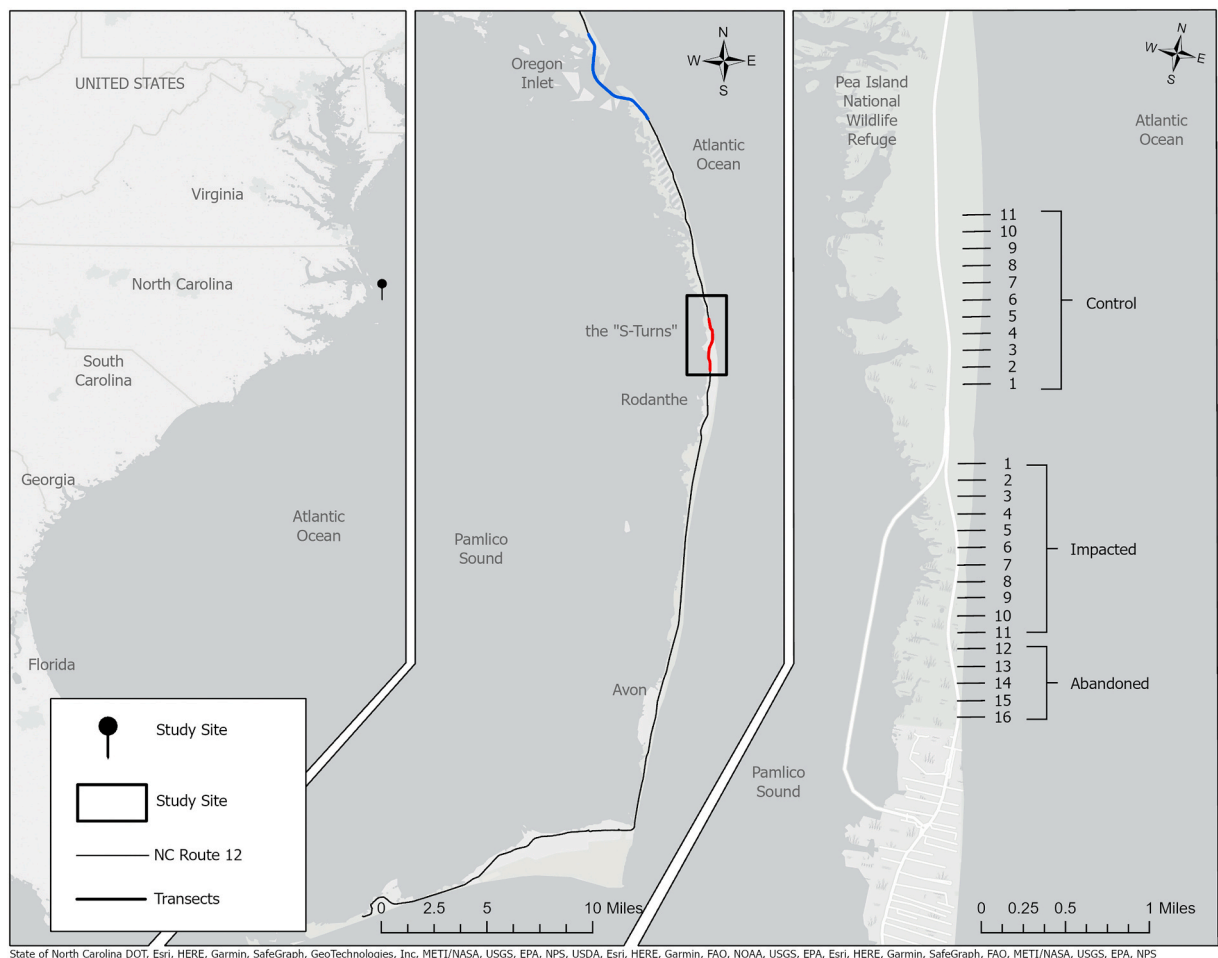 UNITED STATES
Virginia
North Carolina
South
Carolina
Georgia
Atlantic
Ocean
Florida
Study Site
Study Site
NC Route 12
Transects
Oregon
Inlet
N
W
E
S
Atlantic
Ocean
the "S-Turns"
Rodanthe
Pamlico
Sound
Avon
0 2.5 5 10 Miles
Pea Island
National
Wildlife
Refuge
N
W
E
S
Atlantic
Ocean
11
10
9
8
7
6
5
4
3
2
1
Control
1
2
3
4
5
6
7
8
9
10
11
Impacted
12
13
14
15
16
Abandoned
Pamlico
Sound
0 0.25 0.5 1 Miles
State of North Carolina DOT, Esri, HERE, Garmin, SafeGraph, GeoTechnologies, Inc, METI/NASA, USGS, EPA, NPS, USDA, Esri, HERE, Garmin, FAO, NOAA, USGS, EPA, Esri, HERE, Garmin, SafeGraph, FAO, METI/NASA, USGS, EPA, NPS